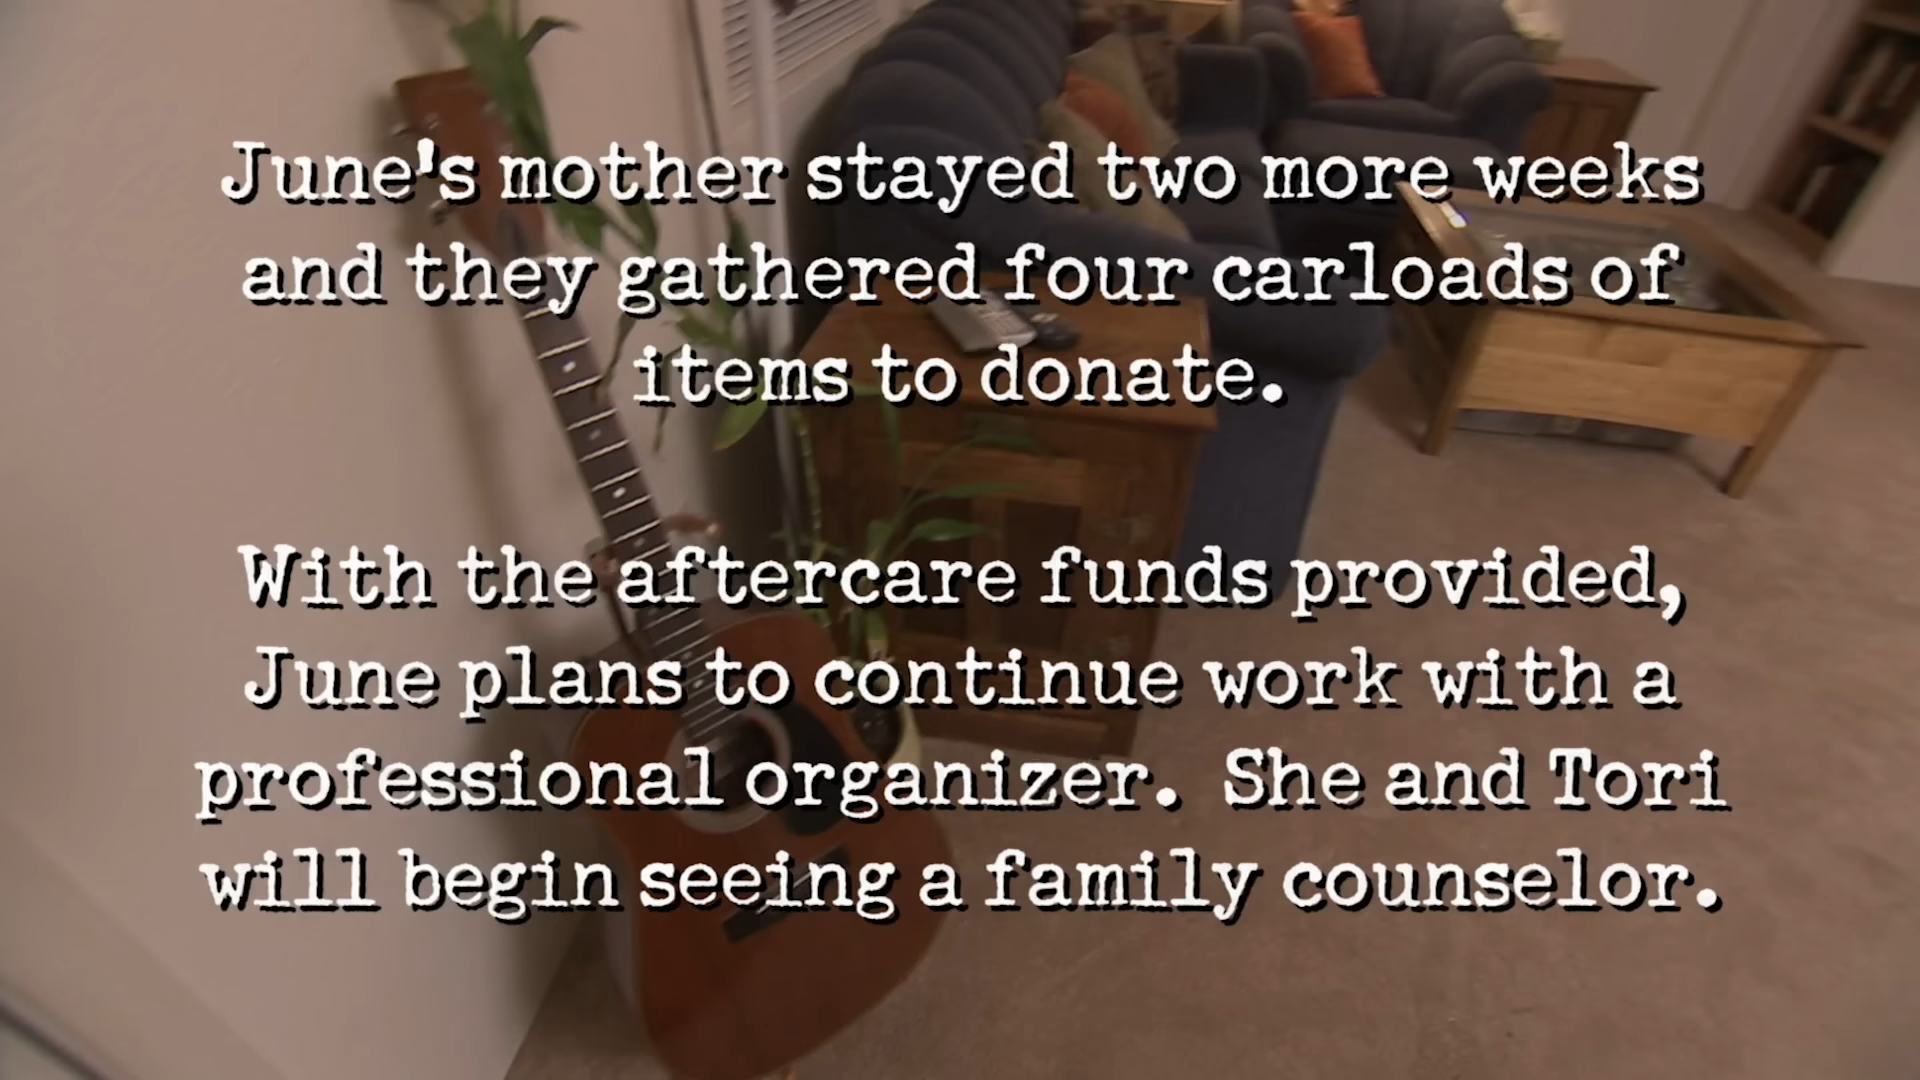 June's mother stayed two more weeks
and they gathered four carloads of
items to donate.
With the aftercare funds provided,
June plans to continue work with a
professional organizer. She and Tori
will begin seeing a family counselor.